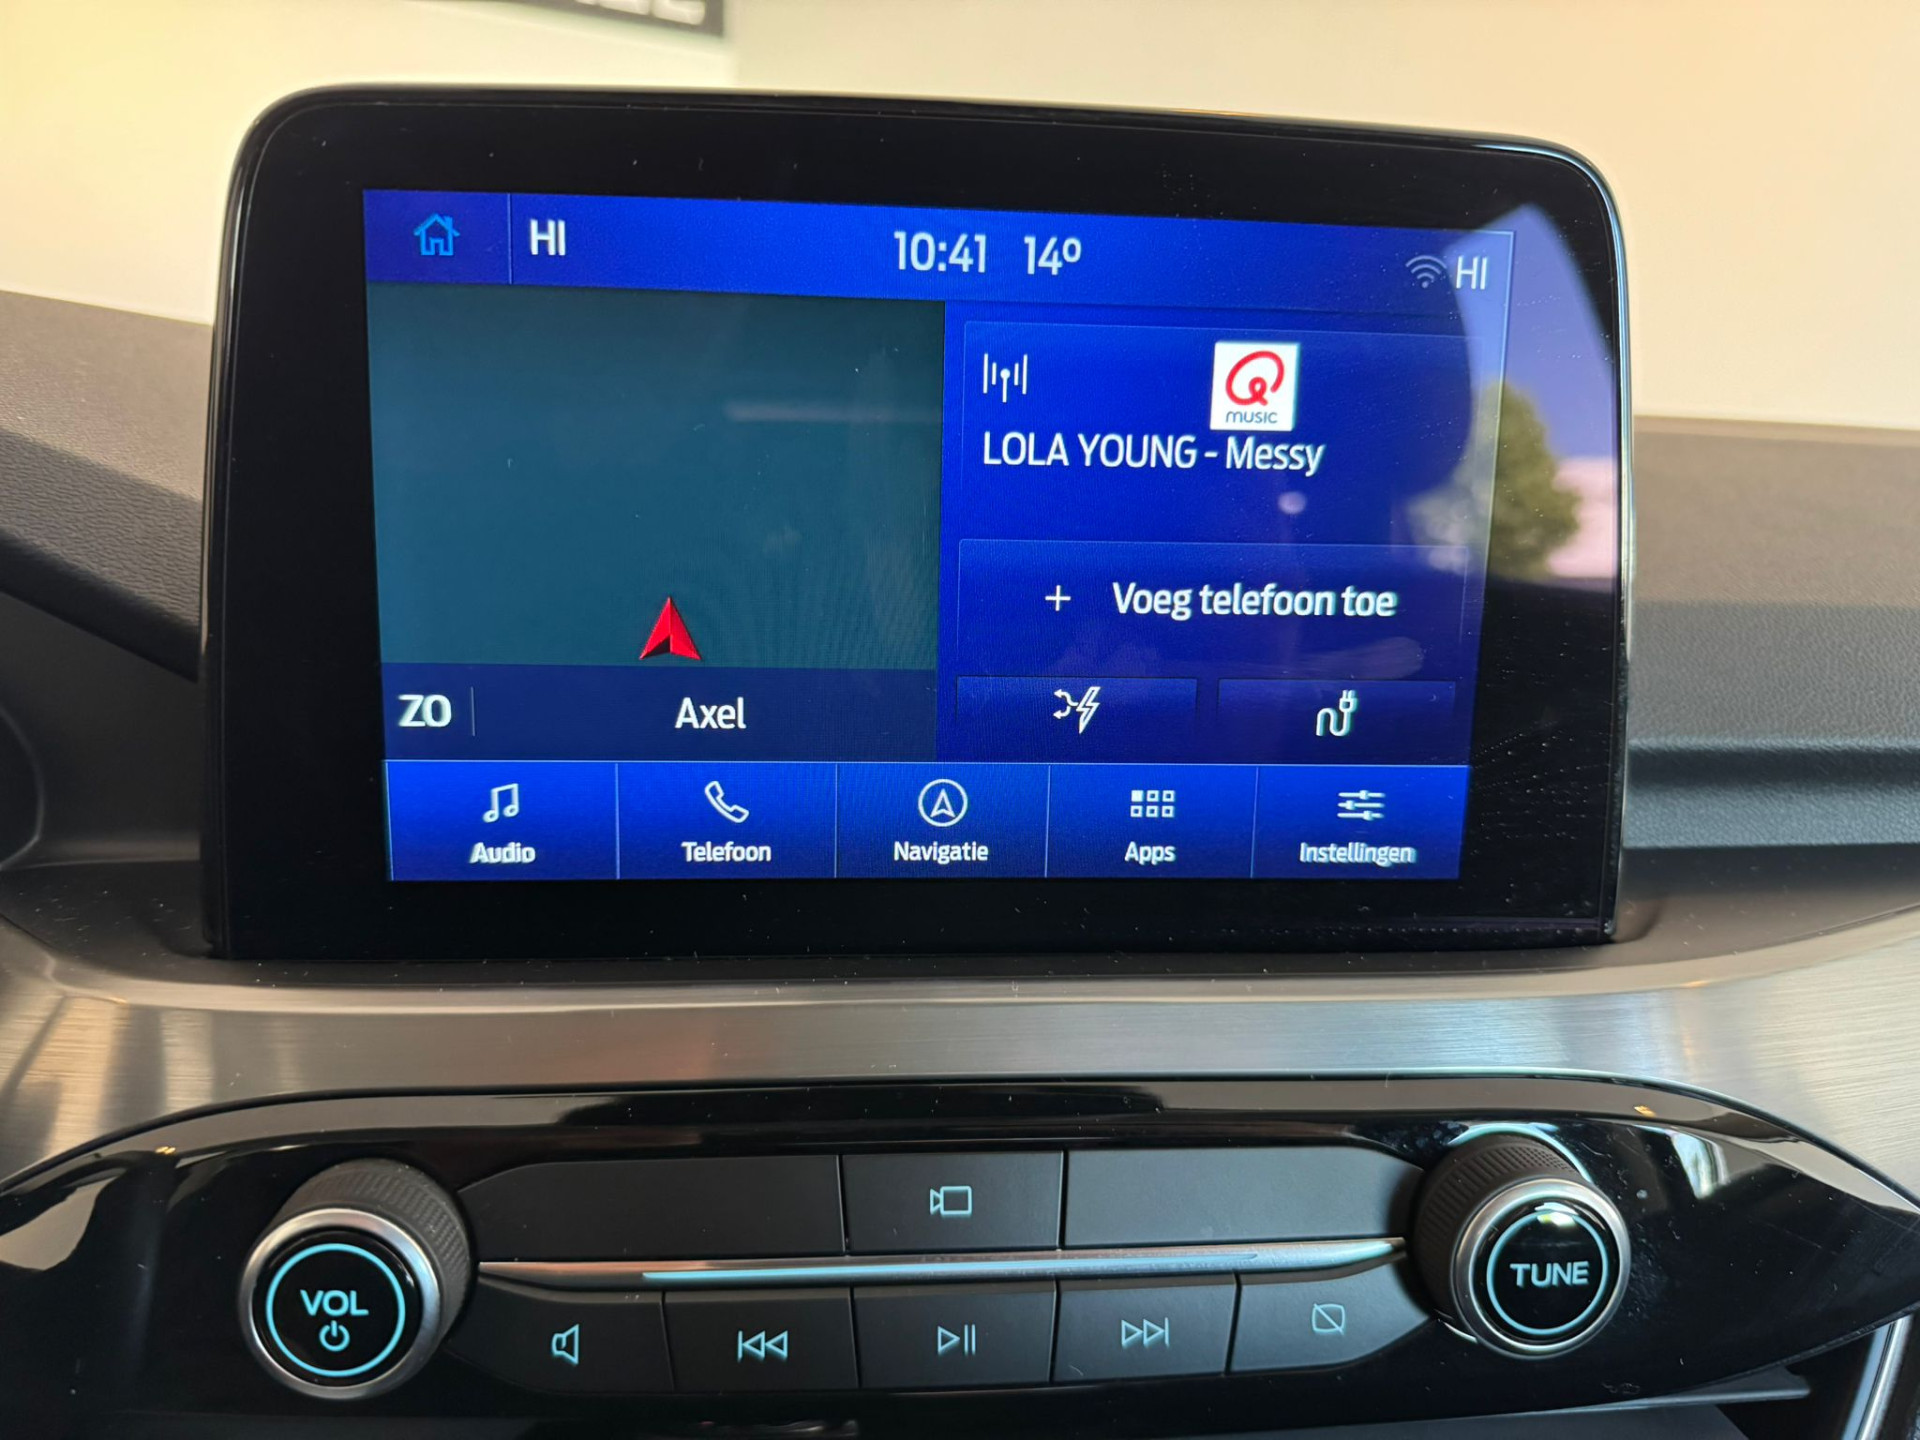 HI
10:41 14º
HI
MUSIC
LOLA YOUNG - Messy
+ Voeg telefoon toe
ZO
Axel
Audio
Telefoon
Navigatie
Apps
Instellingen
VOL
TUNE